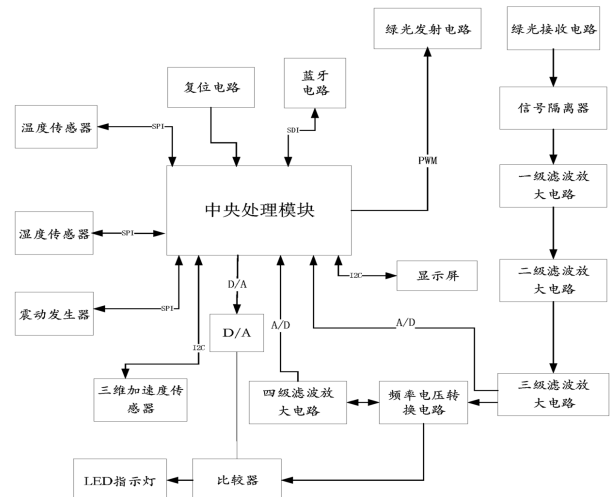 绿光发射电路
绿光接收电路
复位电路
蓝牙
电路
信号隔离器
温度传感器
SPI
SDI
PWM
一级滤波放
大电路
中央处理模块
湿度传感器
SPI
二级滤波放
大电路
I2C
显示屏
D/A
震动发生器
SPI
A/D
A/D
D/A
I2C
三维加速度传
感器
四级滤波放
大电路
频率电压转
换电路
三级滤波放
大电路
LED指示灯
比较器